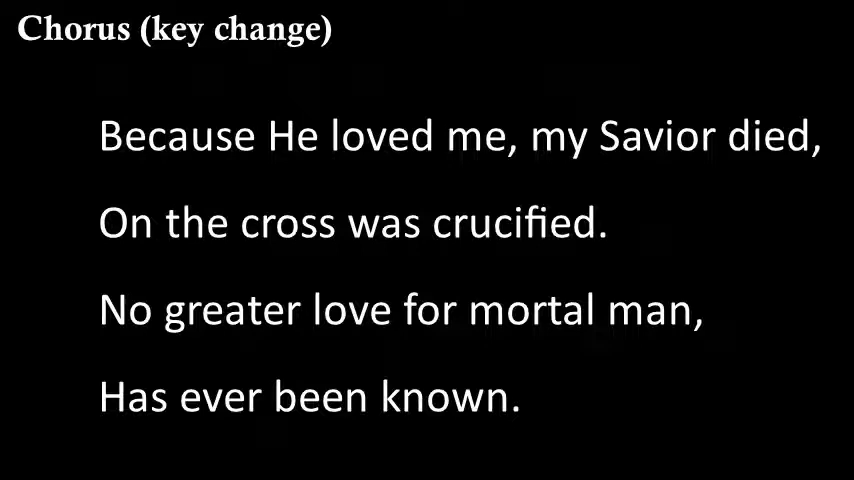 Chorus (key change)
Because He loved me, my Savior died,
On the cross was crucified.
No greater love for mortal man,
Has ever been known.